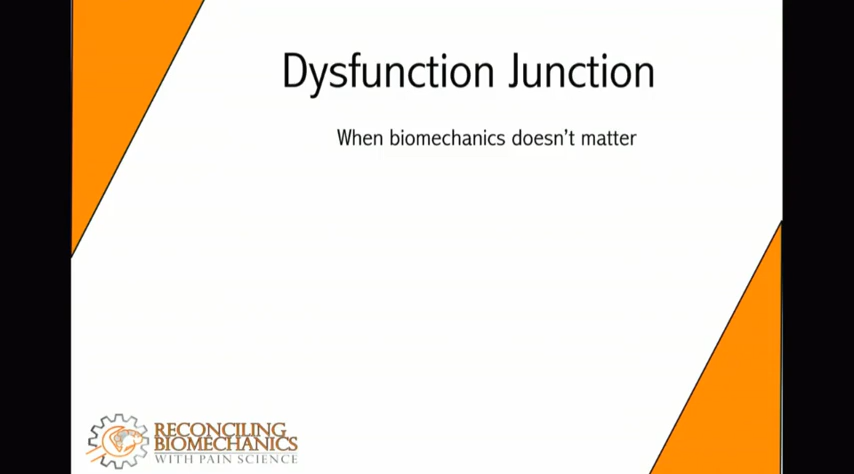 Dysfunction Junction
When biomechanics doesn't matter
RECONCILING
BIOMECHANICS
WITH PAIN SCIENCE